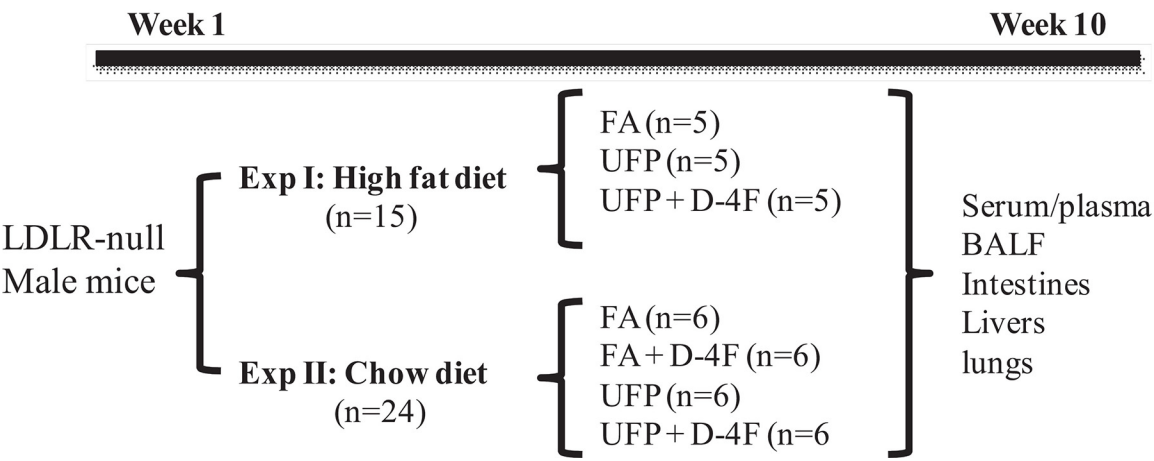 Week 1
Week 10
LDLR-null
Male mice
Exp I: High fat diet
(n=15)
FA (n=5)
UFP (n=5)
UFP + D-4F (n=5)
Exp II: Chow diet
(n=24)
FA (n=6)
FA + D-4F (n=6)
UFP (n=6)
UFP + D-4F (n=6
Serum/plasma
BALF
Intestines
Livers
lungs